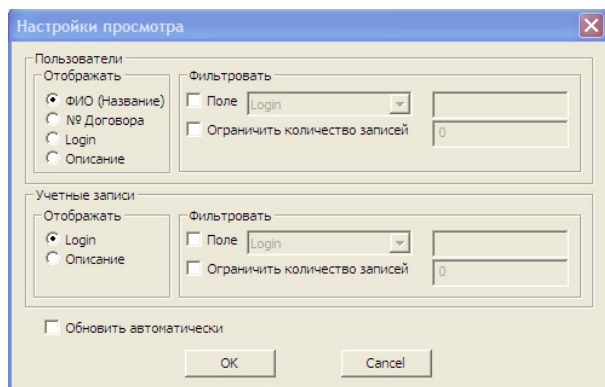 Настройки просмотра
Пользователи
Отображать
ФИО (Название)
№ Договора
Login
Описание
Фильтровать
Поле Login
Ограничить количество записей 0
Учетные записи
Отображать
Login
Описание
Фильтровать
Поле Login
Ограничить количество записей 0
Обновить автоматически
OK Cancel